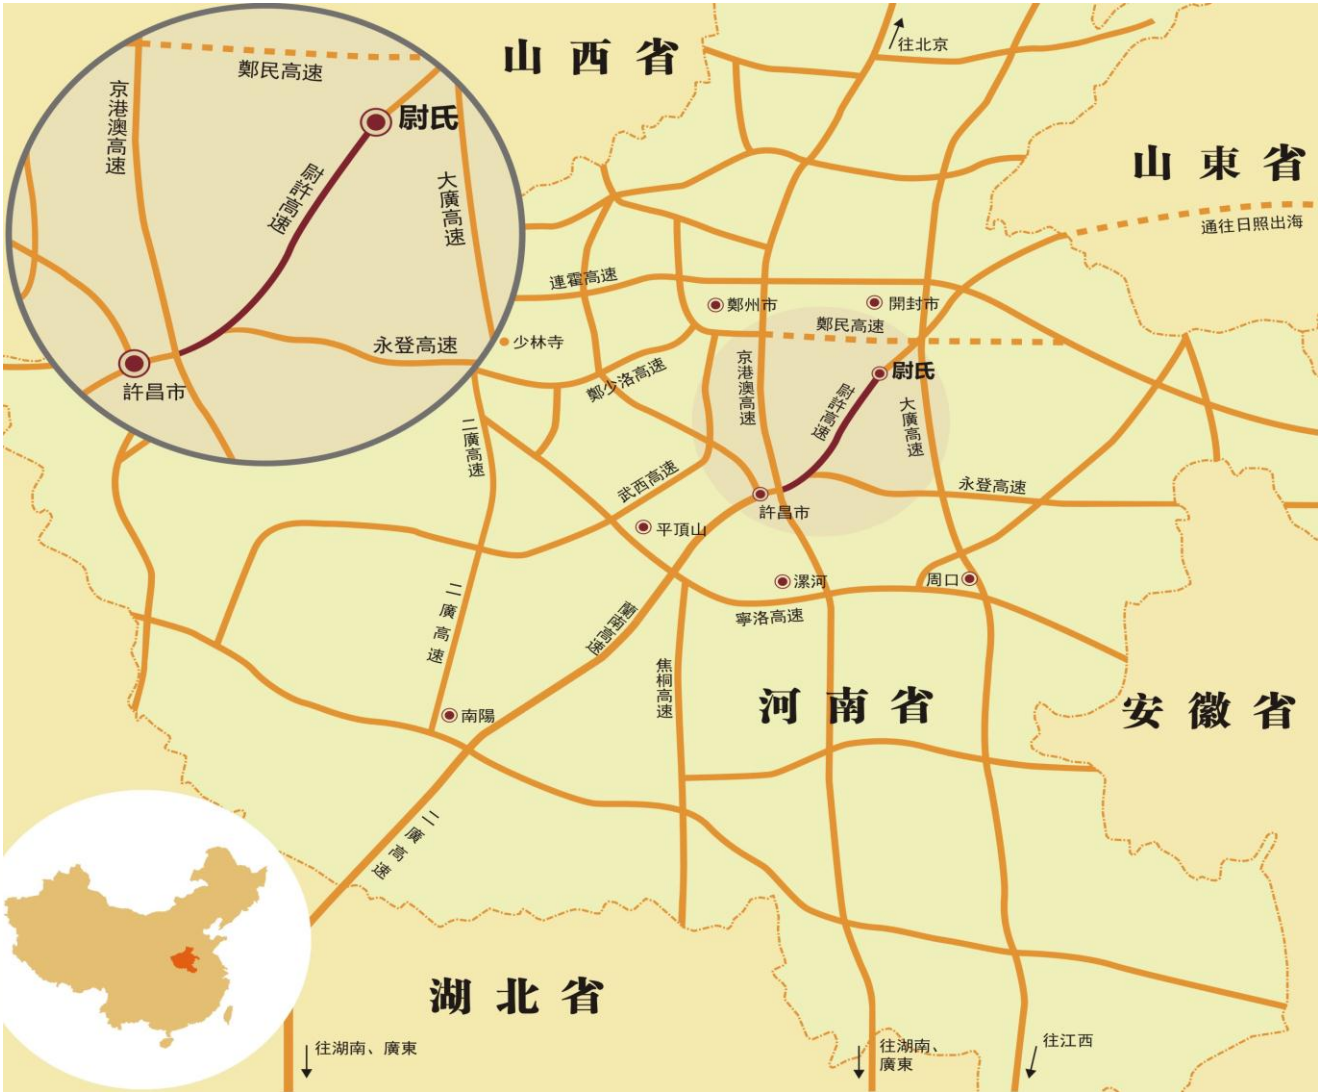 山西省
往北京
鄭民高速
京港澳高速
尉氏
尉許高速
大廣高速
永登高速
許昌市
山東省
通往日照出海
連霍高速
鄭州市
開封市
少林寺
鄭民高速
鄭少洛高速
京港澳高速
尉氏
尉許高速
大廣高速
二廣高速
武西高速
永登高速
許昌市
平頂山
漯河
周口
二廣高速
蘭南高速
寧洛高速
焦桐高速
南陽
河南省
安徽省
二廣高速
湖北省
往湖南、廣東
往湖南、
廣東
往江西